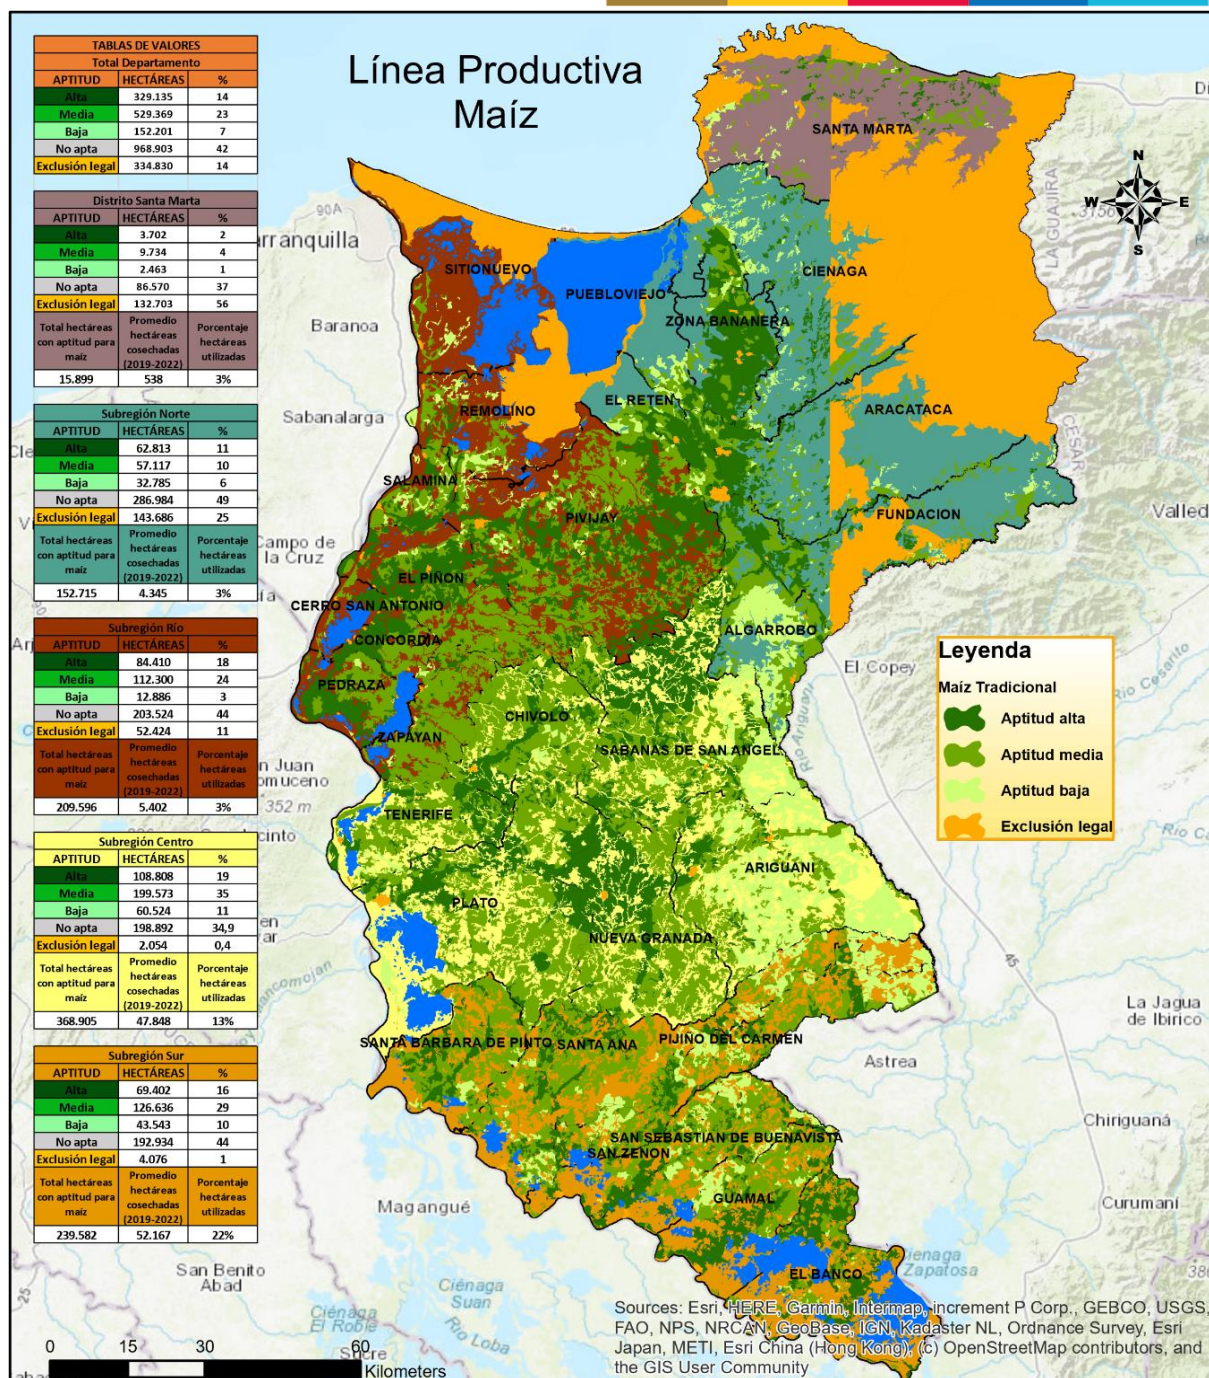 TABLAS DE VALORES
Total Departamento
APTITUD HECTÁREAS %
Alta 329.135 14
Media 529.369 23
Baja 152.201 7
No apta 968.903 42
Exclusión legal 334.830 14
Distrito Santa Marta
APTITUD HECTÁREAS %
Alta 3.702 2
Media 9.734 4
Baja 2.463 1
No apta 86.570 37
Exclusión legal 132.703 56
Total hectáreas con aptitud para maíz Promedio hectáreas cosechadas (2019-2022) Porcentaje hectáreas utilizadas
15.899 538 3%
Subregión Norte
APTITUD HECTÁREAS %
Alta 62.813 11
Media 57.117 10
Baja 32.785 6
No apta 286.984 49
Exclusión legal 143.686 25
Total hectáreas con aptitud para maíz Promedio hectáreas cosechadas (2019-2022) Porcentaje hectáreas utilizadas
152.715 4.345 3%
Subregión Río
APTITUD HECTÁREAS %
Alta 84.410 18
Media 112.300 24
Baja 12.886 3
No apta 203.524 44
Exclusión legal 52.424 11
Total hectáreas con aptitud para maíz Promedio hectáreas cosechadas (2019-2022) Porcentaje hectáreas utilizadas
209.596 5.402 3%
Subregión Centro
APTITUD HECTÁREAS %
Alta 108.808 19
Media 199.573 35
Baja 60.524 11
No apta 198.892 34,9
Exclusión legal 2.054 0,4
Total hectáreas con aptitud para maíz Promedio hectáreas cosechadas (2019-2022) Porcentaje hectáreas utilizadas
368.905 47.848 13%
Subregión Sur
APTITUD HECTÁREAS %
Alta 69.402 16
Media 126.636 29
Baja 43.543 10
No apta 192.934 44
Exclusión legal 4.076 1
Total hectáreas con aptitud para maíz Promedio hectáreas cosechadas (2019-2022) Porcentaje hectáreas utilizadas
239.582 52.167 22%
Línea Productiva
Maíz
N
W E
S
SANTA MARTA
LA GUAJIRA
90A
arranquilla
SITIONUEVO
CIENAGA
PUEBLOVIEJO
ZONA BANANERA
Baranoa
EL RETEN
ARACATACA
REMOLINO
Sabanalarga
CESAR
SALAMINA
FUNDACION
PIVIJAY
Valled
Campo de
la Cruz
EL PIÑON
CERRO SAN ANTONIO
CONCORDIA
ALGARROBO
El Copey
PEDRAZA
Río Cesarito
Río Ariguaní
CHIVOLO
ZAPAYAN
SABANAS DE SAN ANGEL
n Juan
omuceno
352 m
TENERIFE
ARIGUANI
PLATO
NUEVA GRANADA
45
La Jagua
de Ibirico
SANTA BARBARA DE PINTO
SANTA ANA
PIJIÑO DEL CARMEN
Astrea
Chiriguaná
SAN SEBASTIAN DE BUENAVISTA
SAN ZENON
GUAMAL
Magangué
Curumaní
San Benito
Abad
EL BANCO
Zapatosa
Ciénaga
Suan
Ciénaga
El Roble
Río Loba
Sucre
25
Leyenda
Maíz Tradicional
Aptitud alta
Aptitud media
Aptitud baja
Exclusión legal
0 15 30 60
Kilometers
Sources: Esri, HERE, Garmin, Intermap, increment P Corp., GEBCO, USGS,
FAO, NPS, NRCAN, GeoBase, IGN, Kadaster NL, Ordnance Survey, Esri
Japan, METI, Esri China (Hong Kong), (c) OpenStreetMap contributors, and
the GIS User Community